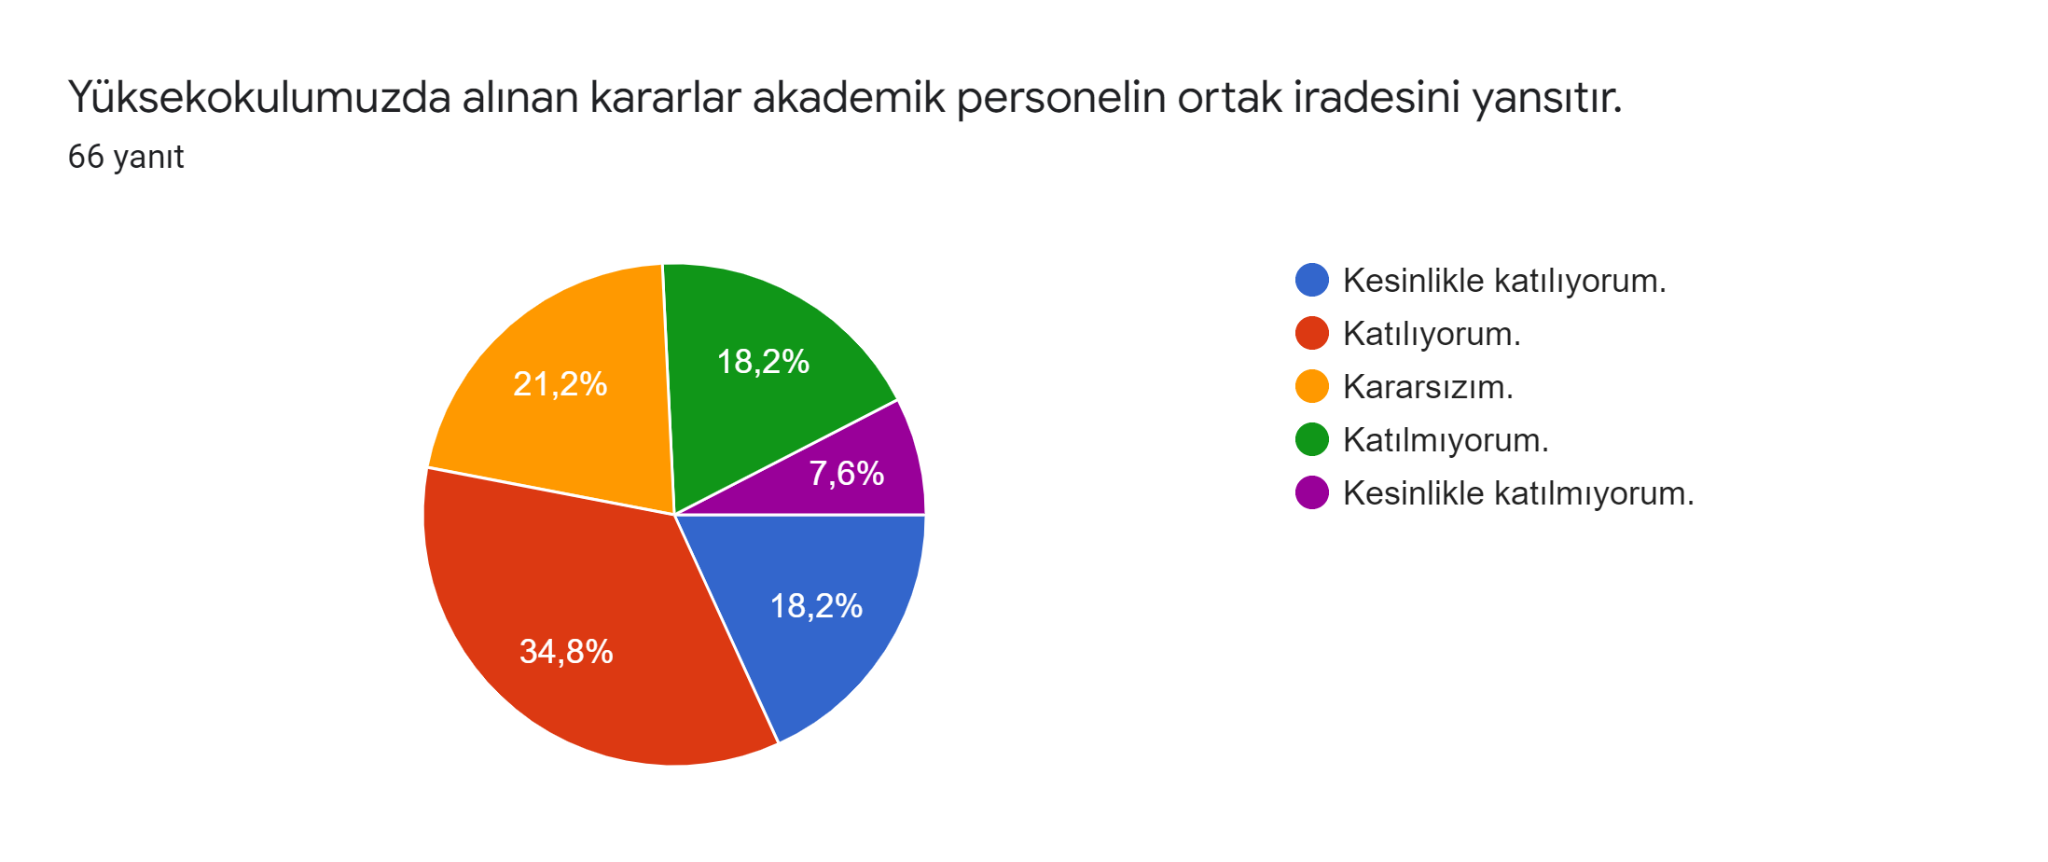 Yüksekokulumuzda alınan kararlar akademik personelin ortak iradesini yansıtır.
66 yanıt
18,2%
21,2%
7,6%
18,2%
34,8%
Kesinlikle katılıyorum.
Katılıyorum.
Kararsızım.
Katılmıyorum.
Kesinlikle katılmıyorum.